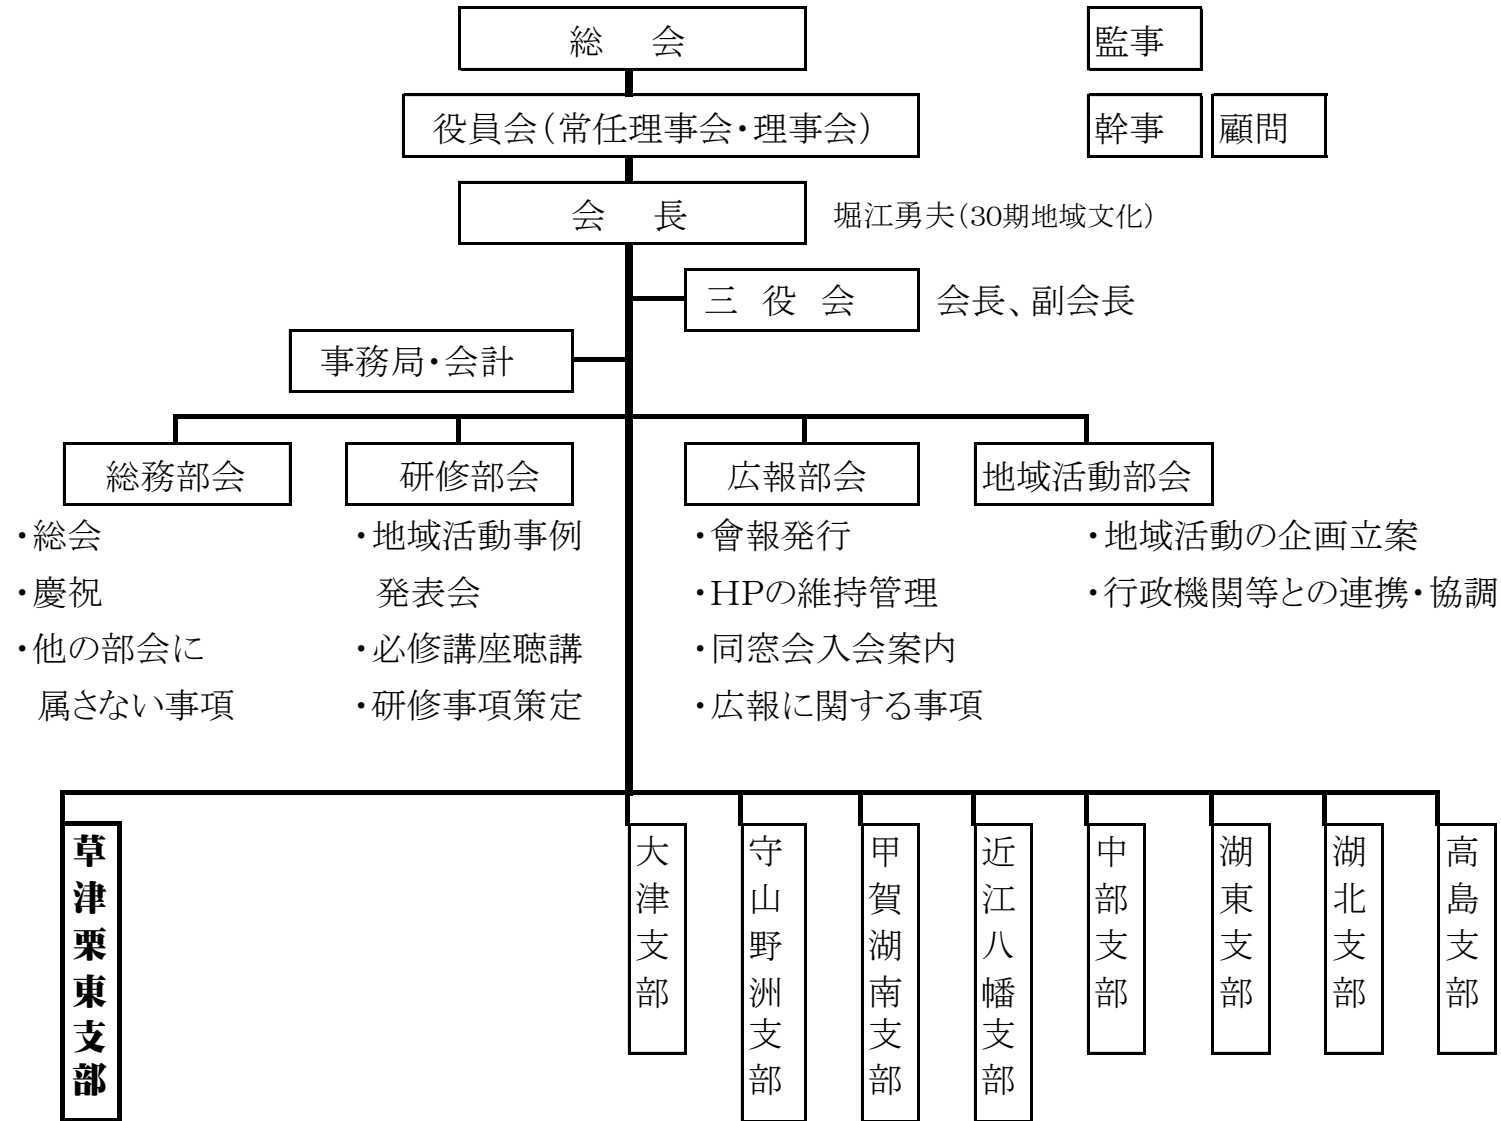 総　会
監事
役員会（常任理事会・理事会）
幹事
顧問
会　長
堀江勇夫（30期地域文化）
三 役 会
会長、副会長
事務局・会計
総務部会
・総会
・慶祝
・他の部会に
属さない事項
研修部会
・地域活動事例
発表会
・必修講座聴講
・研修事項策定
広報部会
・會報発行
・HPの維持管理
・同窓会入会案内
・広報に関する事項
地域活動部会
・地域活動の企画立案
・行政機関等との連携・協調
草津栗東支部
大津支部
守山野洲支部
甲賀湖南支部
近江八幡支部
中部支部
湖東支部
湖北支部
高島支部